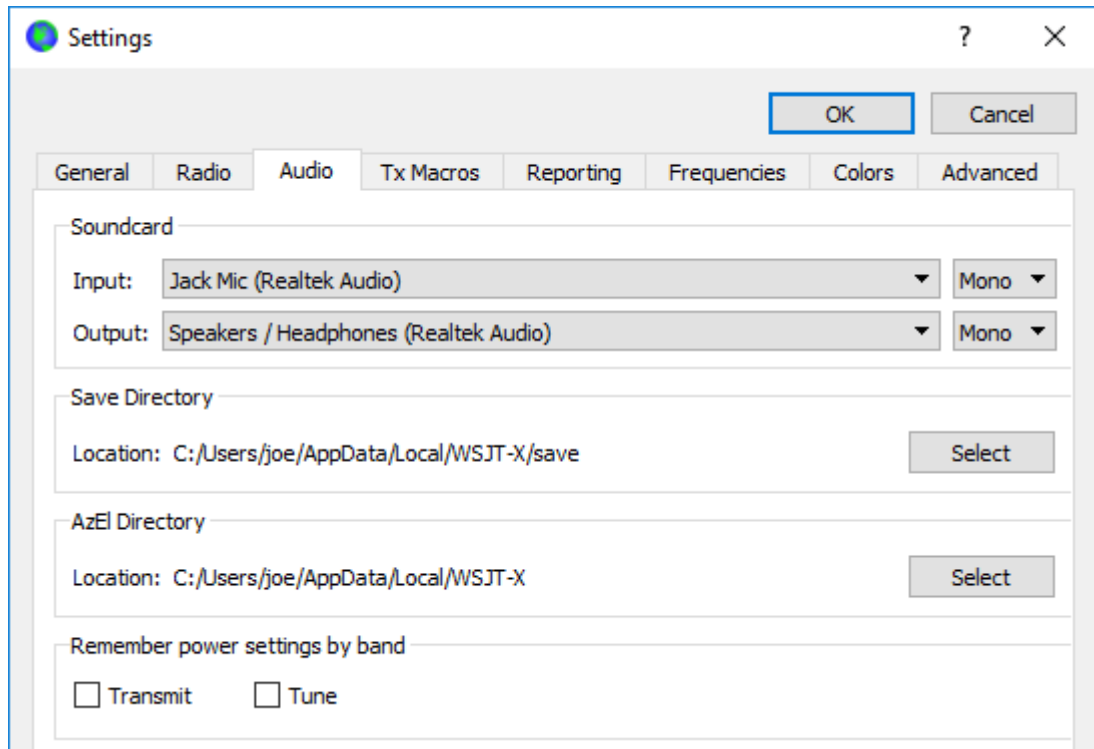 Settings
?
OK Cancel
General Radio Audio Tx Macros Reporting Frequencies Colors Advanced
Soundcard
Input: Jack Mic (Realtek Audio) Mono
Output: Speakers / Headphones (Realtek Audio) Mono
Save Directory
Location: C:/Users/joe/AppData/Local/WSJT-X/save Select
AzEl Directory
Location: C:/Users/joe/AppData/Local/WSJT-X Select
Remember power settings by band
Transmit Tune